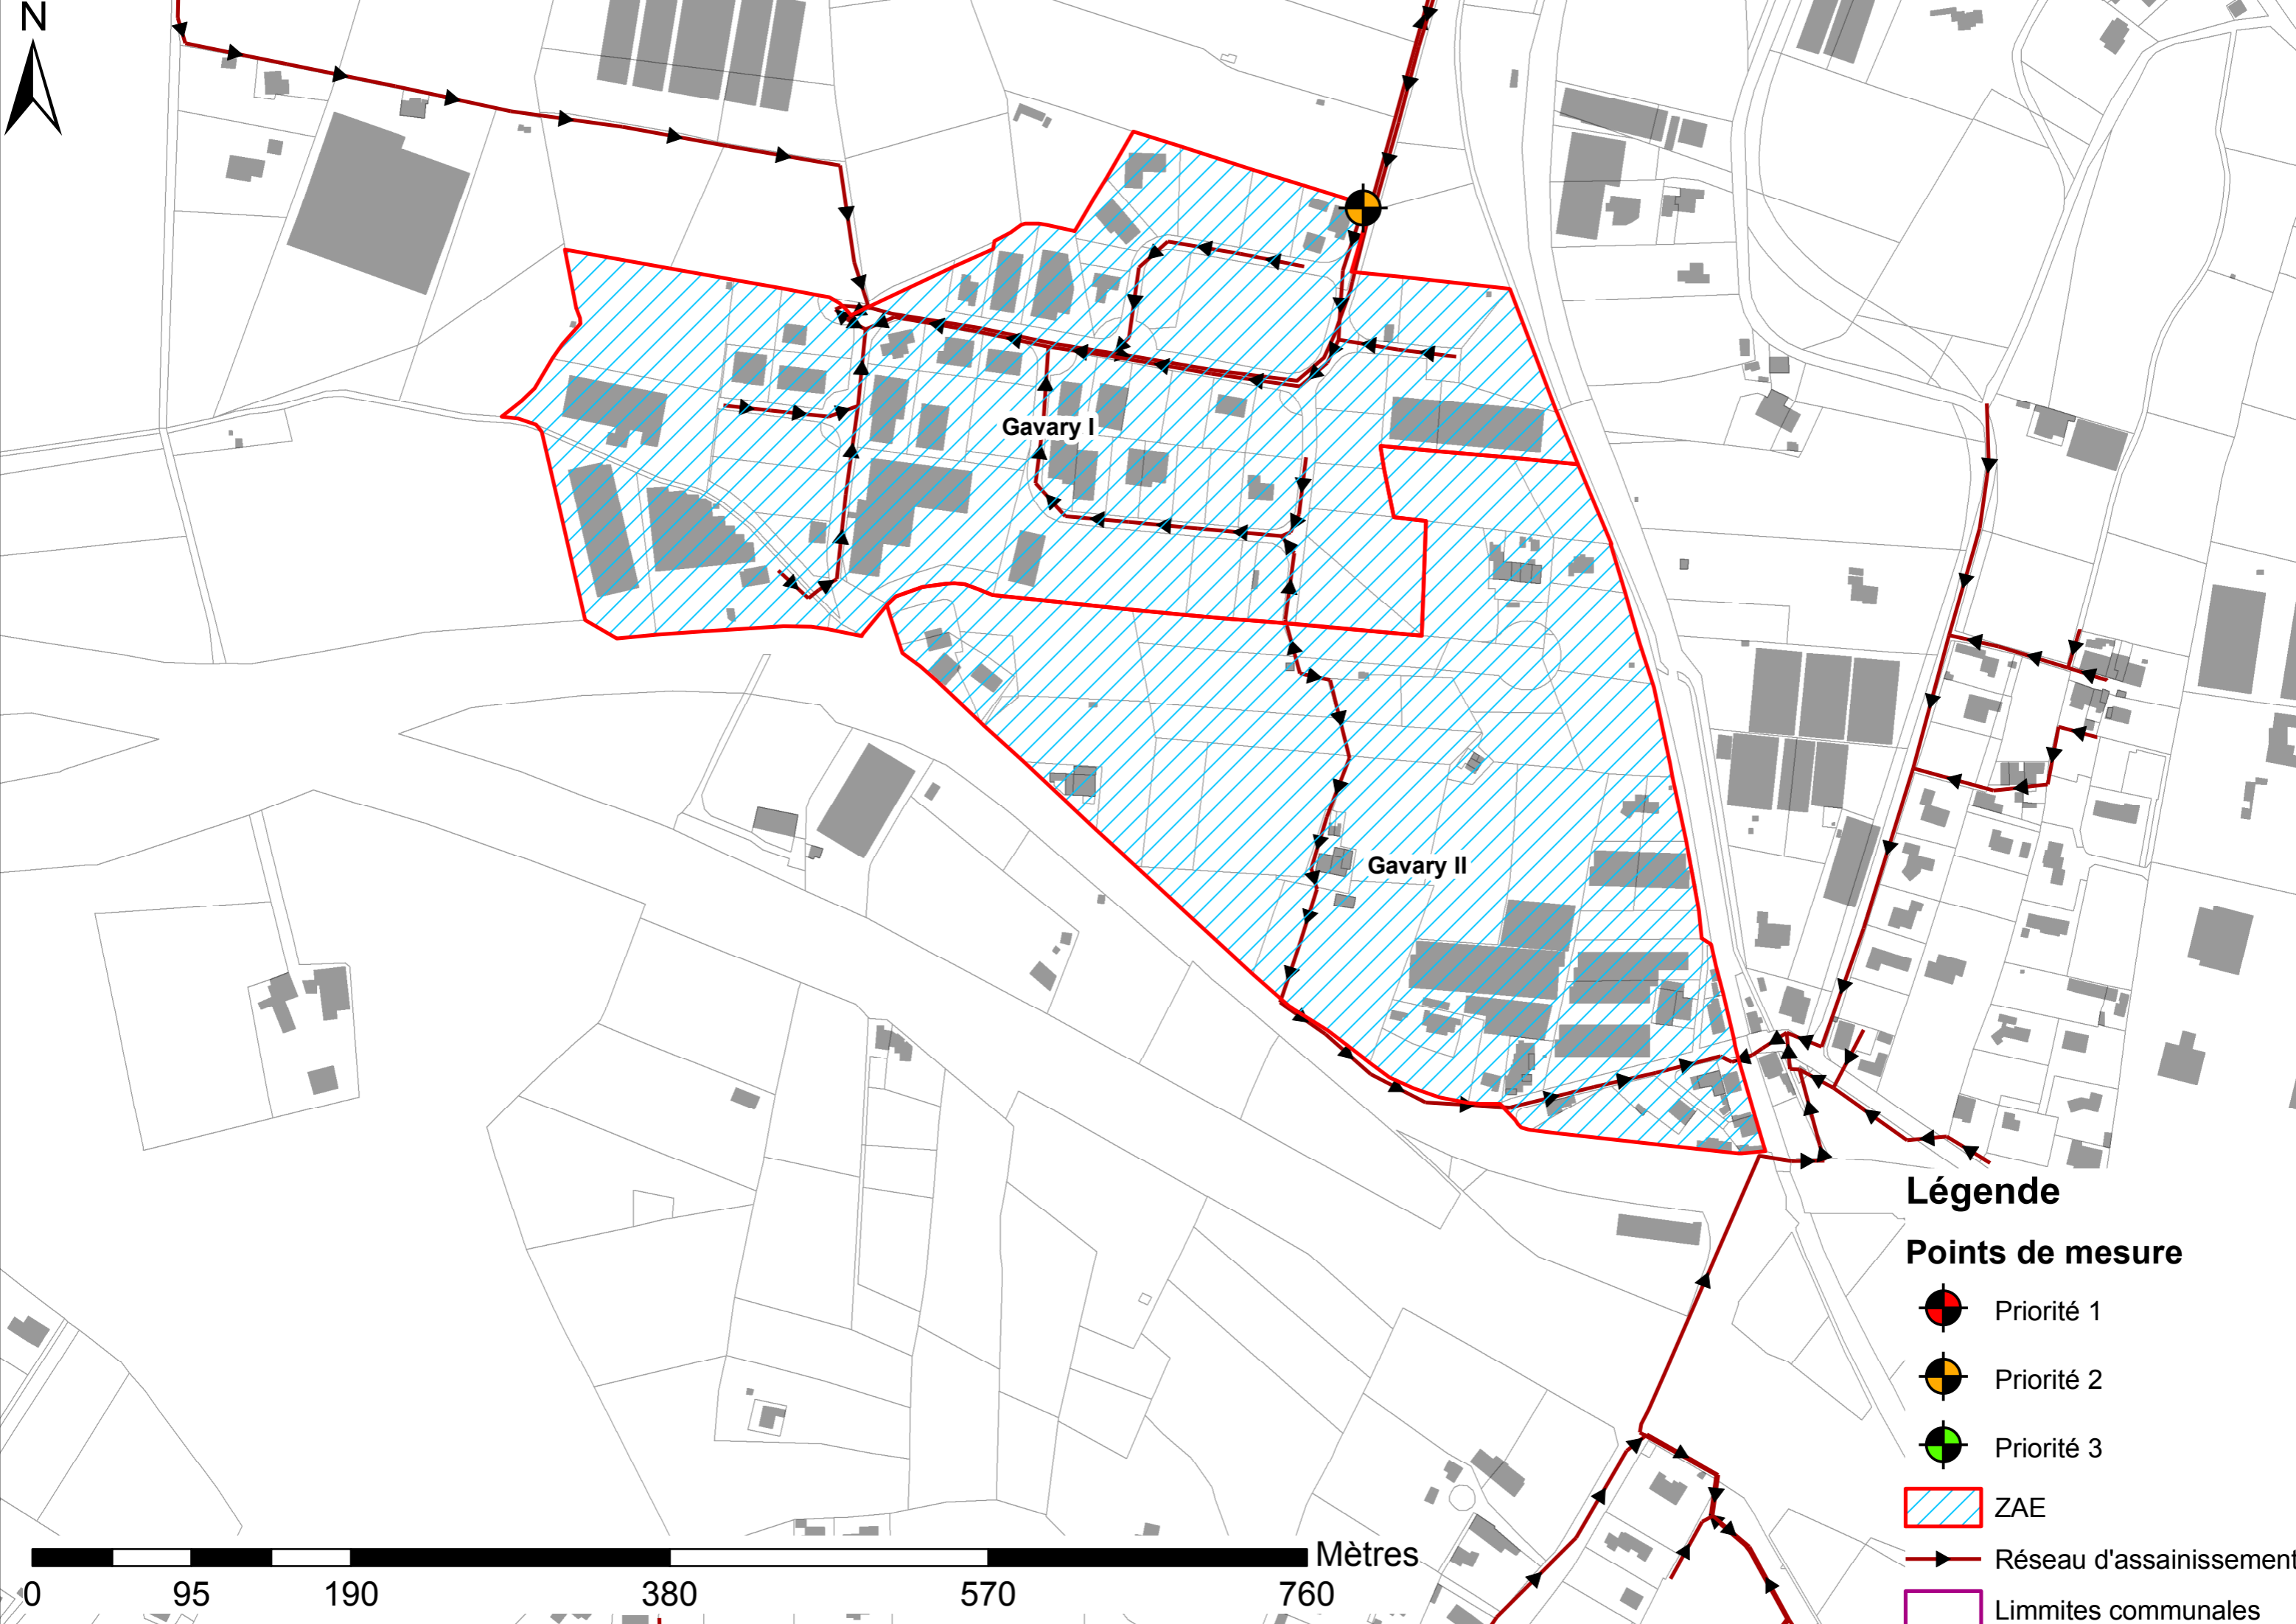 N
Gavary I
Gavary II
Légende
Points de mesure
Priorité 1
Priorité 2
Priorité 3
ZAE
Réseau d'assainissement
Limmites communales
Mètres
0 95 190 380 570 760